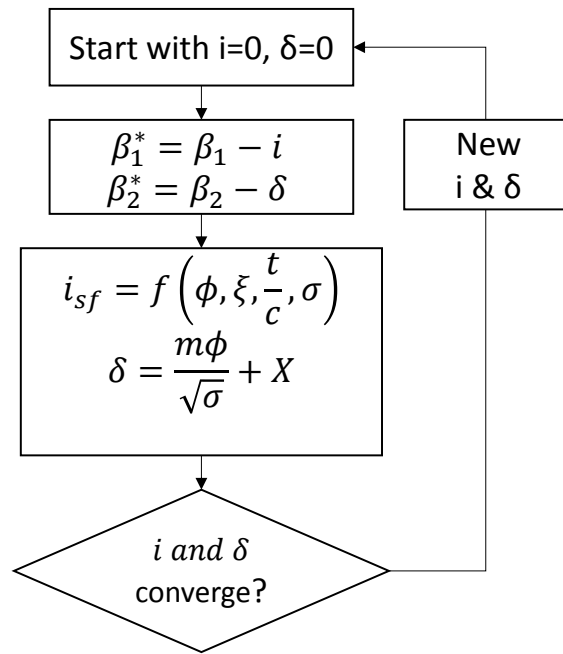 Start with i=0, δ=0
β₁* = β₁ − i
β₂* = β₂ − δ
New
i & δ
i_sf = f(ϕ, ξ, t/c, σ)
δ = mϕ/√σ + X
i and δ
converge?